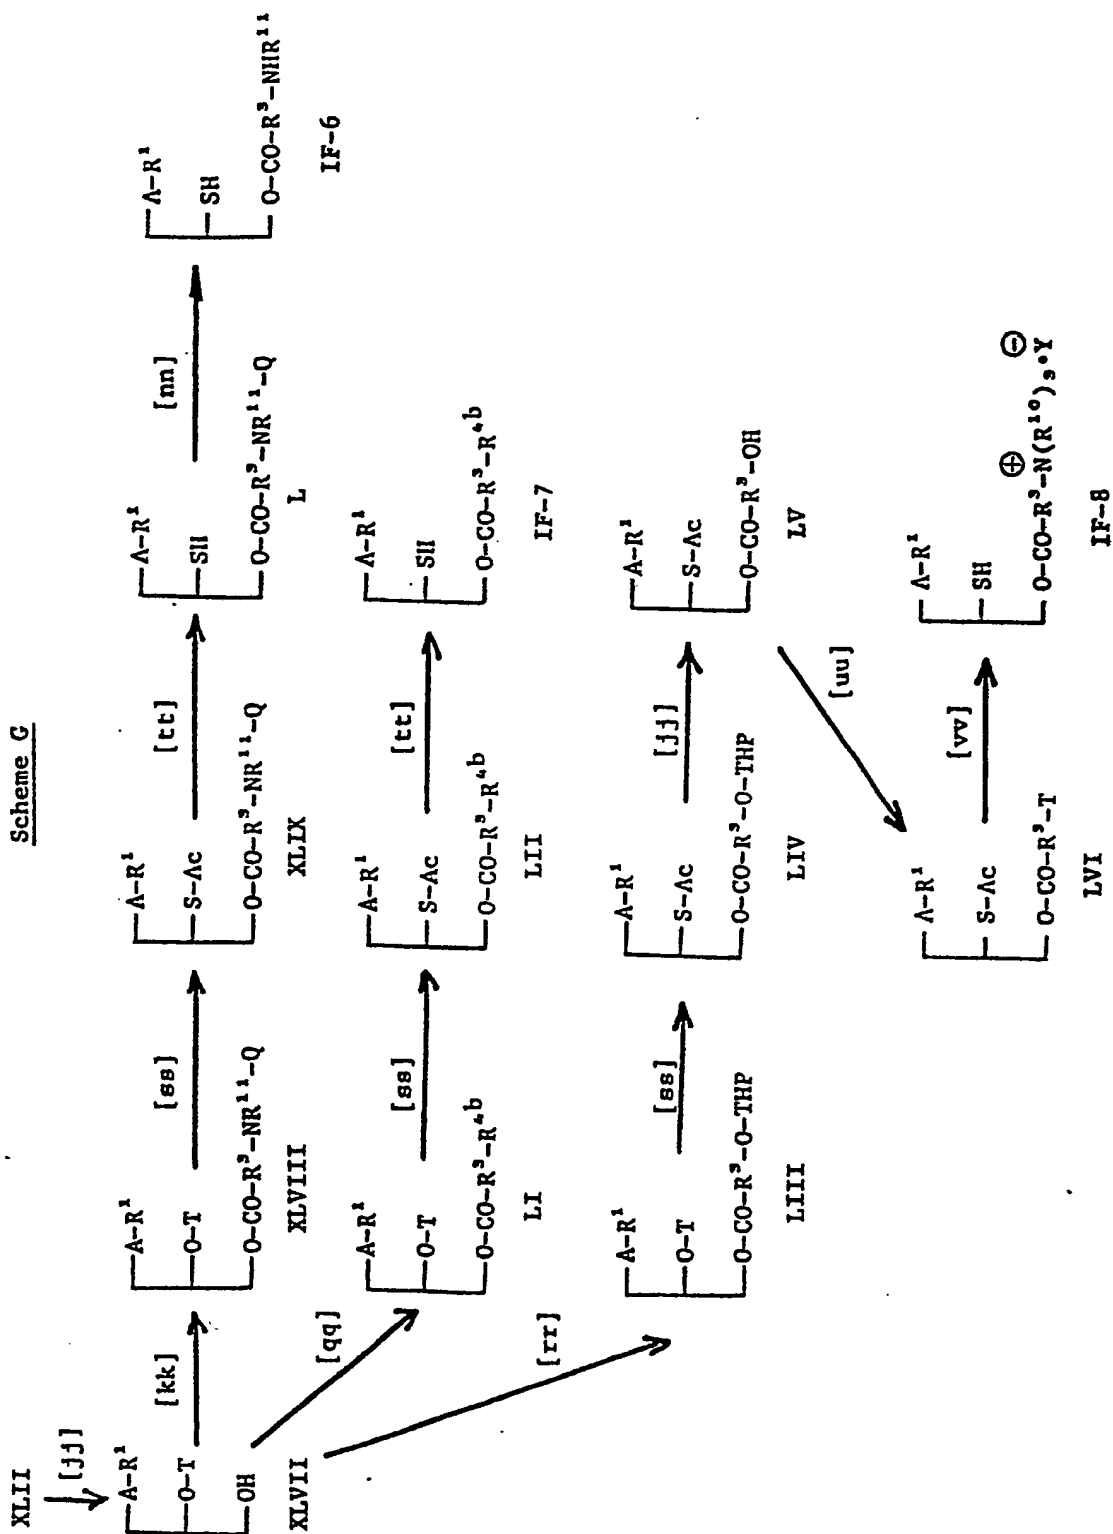 Scheme G
XLII
[jj]
A-R¹
O-T
OH
XLVII
[kk]
A-R¹
O-T
O-CO-R³-NR¹¹-Q
XLVIII
[ss]
A-R¹
S-Ac
O-CO-R³-NR¹¹-Q
XLIX
[tt]
A-R¹
SH
O-CO-R³-NR¹¹-Q
L
[nn]
A-R¹
SH
O-CO-R³-NHR¹¹
IF-6
[qq]
A-R¹
O-T
O-CO-R³-R⁴ᵇ
LI
[ss]
A-R¹
S-Ac
O-CO-R³-R⁴ᵇ
LII
[tt]
A-R¹
SH
O-CO-R³-R⁴ᵇ
IF-7
[rr]
A-R¹
O-T
O-CO-R³-O-THP
LIII
[ss]
A-R¹
S-Ac
O-CO-R³-O-THP
LIV
[jj]
A-R¹
S-Ac
O-CO-R³-OH
LV
[uu]
A-R¹
S-Ac
O-CO-R³-T
LVI
[vv]
A-R¹
SH
⊕ ⊖
O-CO-R³-N(R¹⁰)₃·Y
IF-8